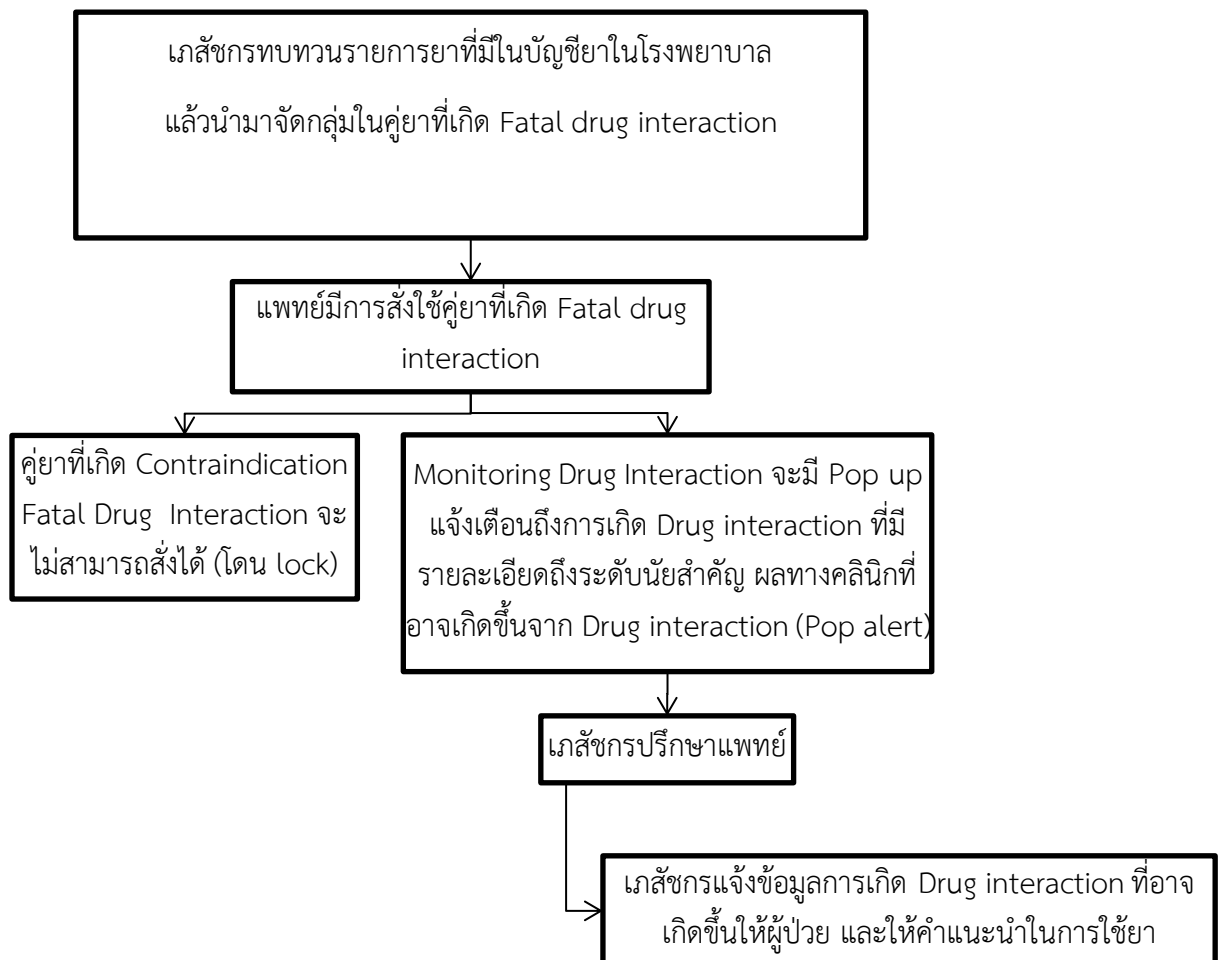 เภสัชกรทบทวนรายการยาที่มีในบัญชียาในโรงพยาบาล
แล้วนำมาจัดกลุ่มในคู่ยาที่เกิด Fatal drug interaction
แพทย์มีการสั่งใช้คู่ยาที่เกิด Fatal drug
interaction
คู่ยาที่เกิด Contraindication
Fatal Drug Interaction จะ
ไม่สามารถสั่งได้ (โดน lock)
Monitoring Drug Interaction จะมี Pop up
แจ้งเตือนถึงการเกิด Drug interaction ที่มี
รายละเอียดถึงระดับนัยสำคัญ ผลทางคลินิกที่
อาจเกิดขึ้นจาก Drug interaction (Pop alert)
เภสัชกรปรึกษาแพทย์
เภสัชกรแจ้งข้อมูลการเกิด Drug interaction ที่อาจ
เกิดขึ้นให้ผู้ป่วย และให้คำแนะนำในการใช้ยา